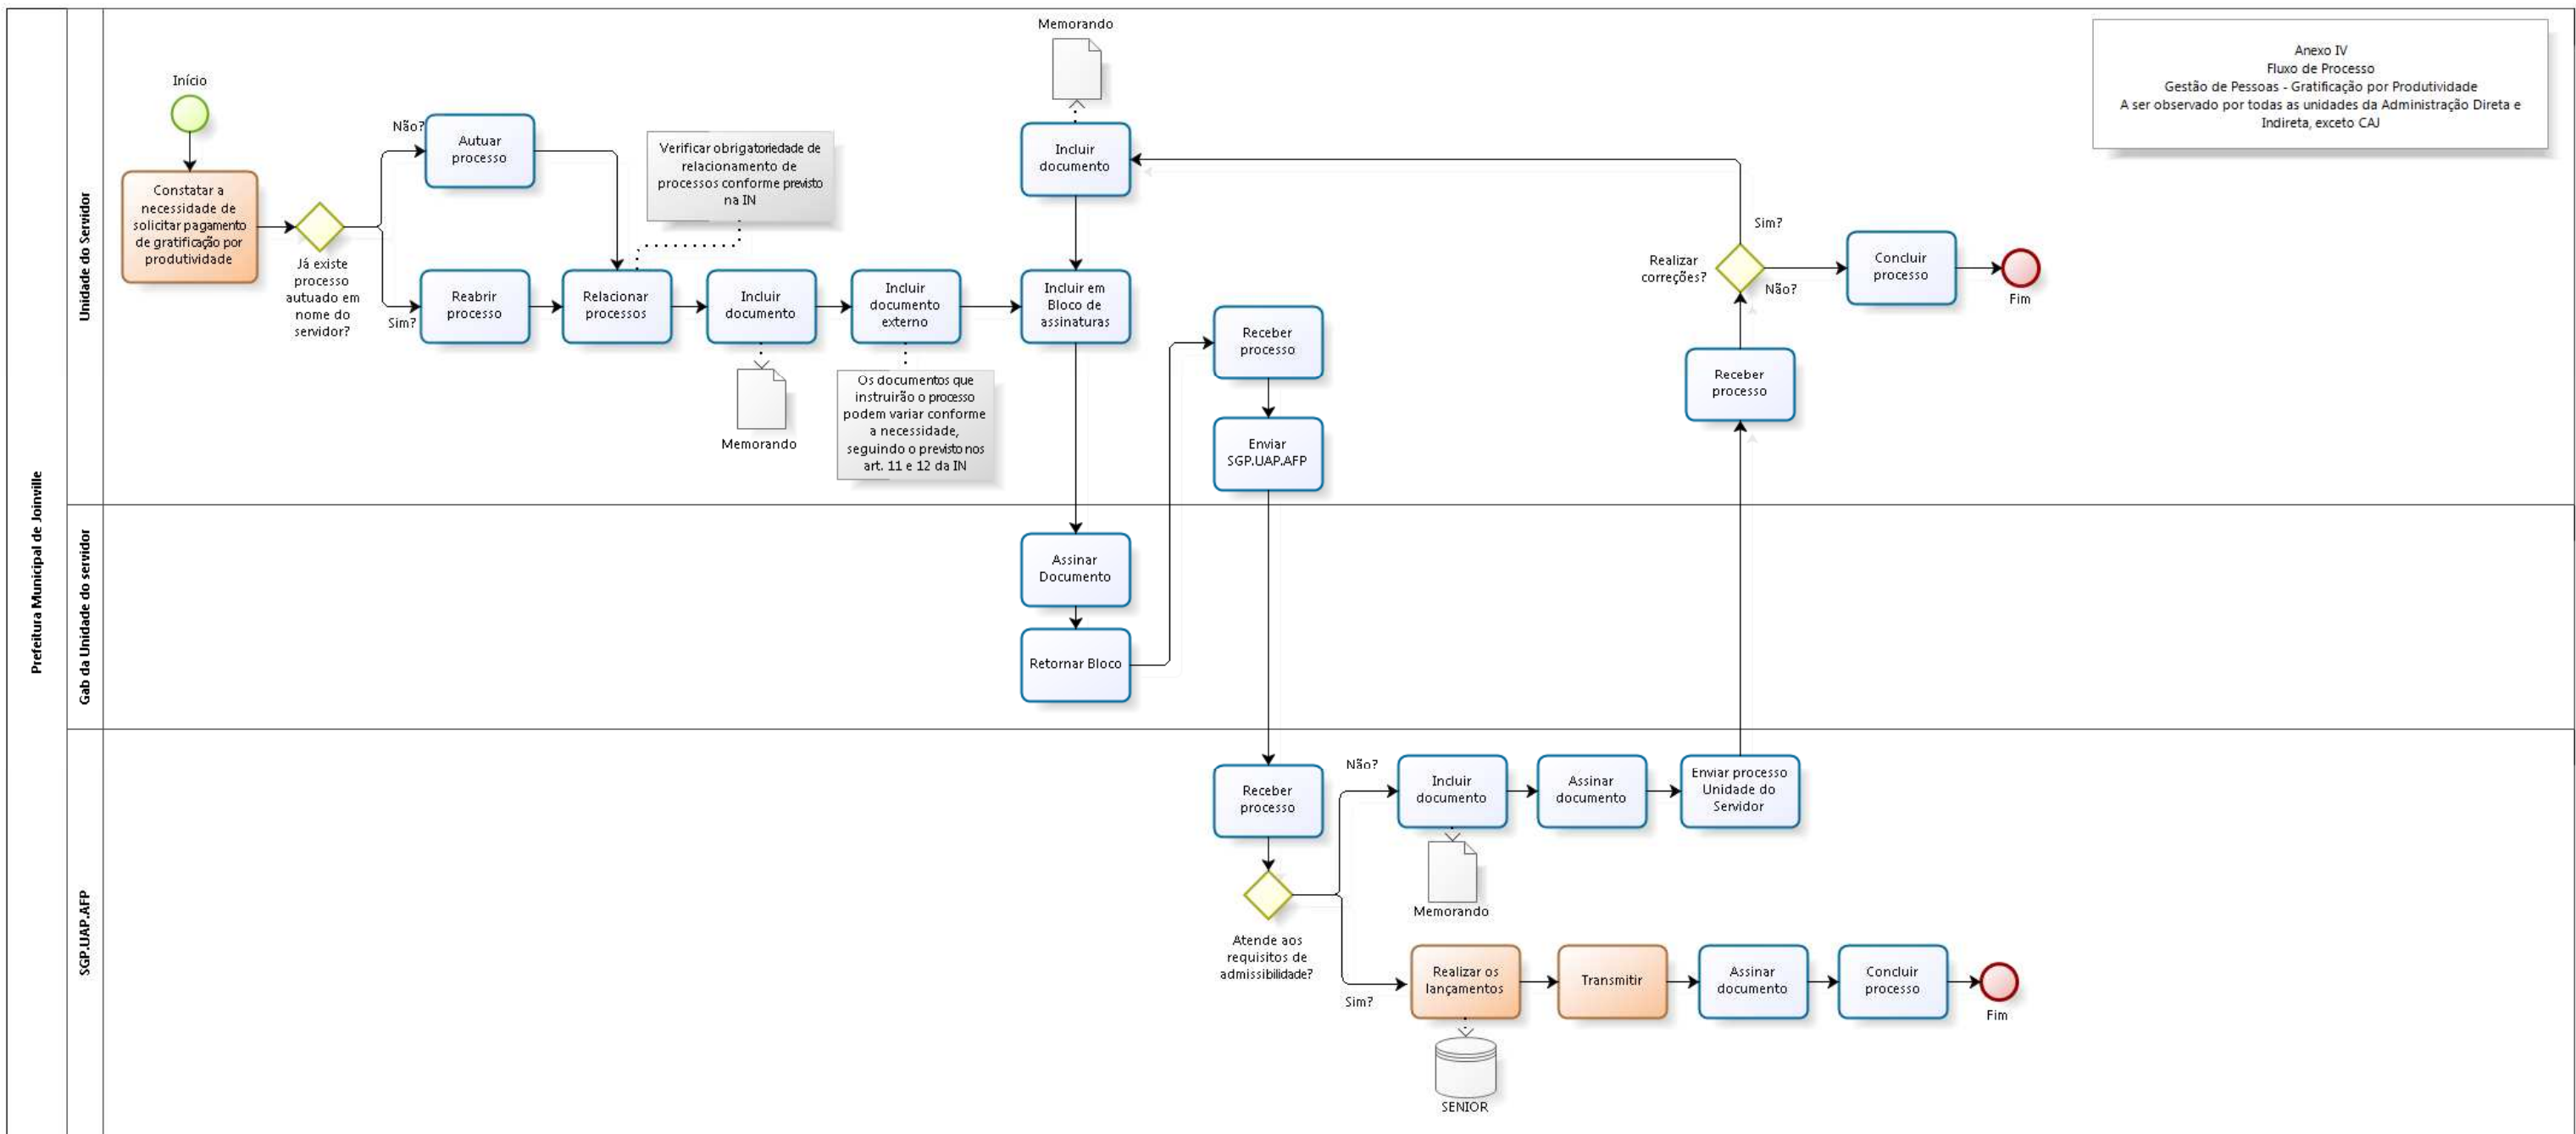 Prefeitura Municipal de Joinville
Unidade do Servidor
Início
Constatar a
necessidade de
solicitar pagamento
de gratificação por
produtividade
Já existe
processo
autuado em
nome do
servidor?
Não?
Autuar
processo
Sim?
Reabrir
processo
Relacionar
processos
Verificar obrigatoriedade de
relacionamento de
processos conforme previsto
na IN
Incluir
documento
Memorando
Incluir
documento
externo
Os documentos que
instruirão o processo
podem variar conforme
a necessidade,
seguindo o previsto nos
art. 11 e 12 da IN
Memorando
Incluir
documento
Incluir em
Bloco de
assinaturas
Receber
processo
Enviar
SGP.UAP.AFP
Realizar
correções?
Sim?
Não?
Receber
processo
Concluir
processo
Fim
Anexo IV
Fluxo de Processo
Gestão de Pessoas - Gratificação por Produtividade
A ser observado por todas as unidades da Administração Direta e
Indireta, exceto CAJ
Gab da Unidade do servidor
Assinar
Documento
Retornar Bloco
SGP.UAP.AFP
Receber
processo
Atende aos
requisitos de
admissibilidade?
Não?
Incluir
documento
Memorando
Assinar
documento
Enviar processo
Unidade do
Servidor
Sim?
Realizar os
lançamentos
SENIOR
Transmitir
Assinar
documento
Concluir
processo
Fim